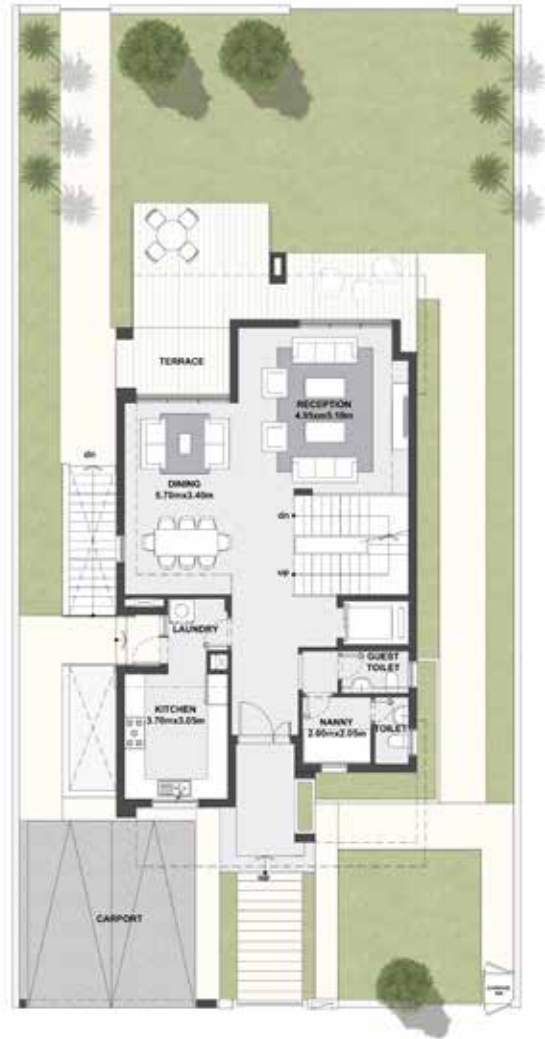 TERRACE
RECEPTION
4.95mx5.10m
dn
DINING
5.70mx3.40m
dn
up
LAUNDRY
GUEST
TOILET
KITCHEN
3.70mx3.05m
NANNY
2.60mx2.05m
TOILET
CARPORT